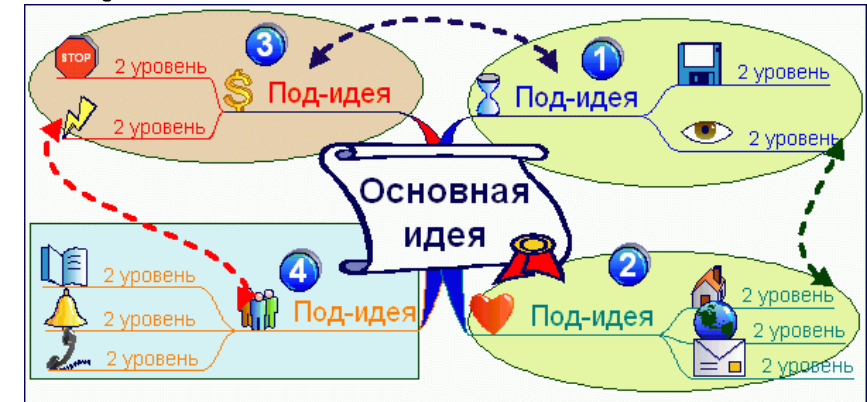 3
STOP
2 уровень
Под-идея
2 уровень
1
2 уровень
Под-идея
2 уровень
Основная
идея
4
2 уровень
Под-идея
2 уровень
2 уровень
2
2 уровень
Под-идея
2 уровень
2 уровень